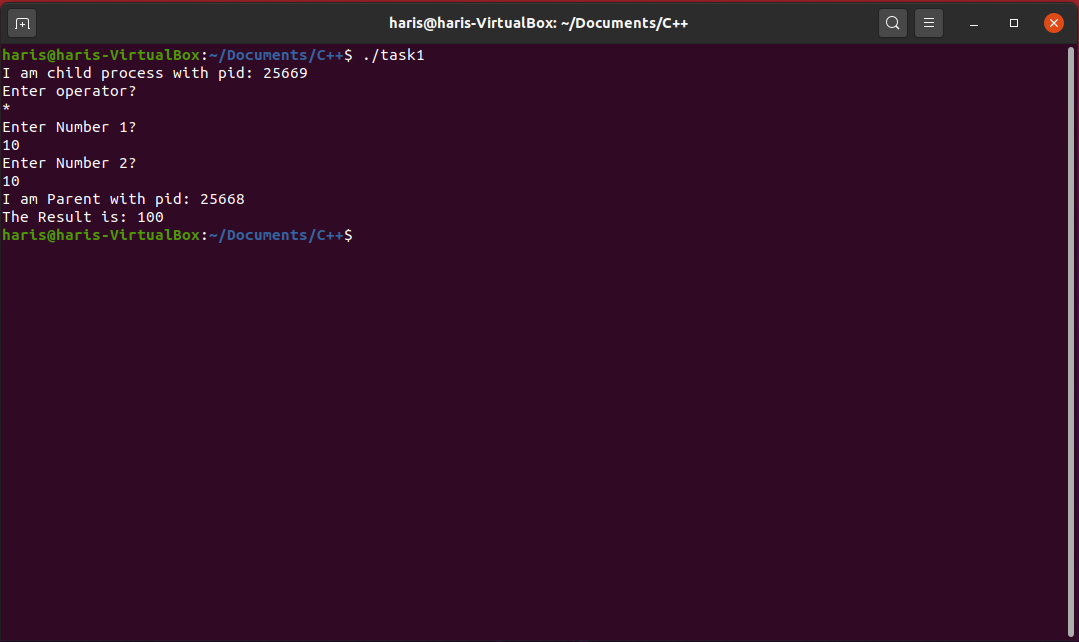 haris@haris-VirtualBox: ~/Documents/C++
haris@haris-VirtualBox:~/Documents/C++$ ./task1
I am child process with pid: 25669
Enter operator?
*
Enter Number 1?
10
Enter Number 2?
10
I am Parent with pid: 25668
The Result is: 100
haris@haris-VirtualBox:~/Documents/C++$